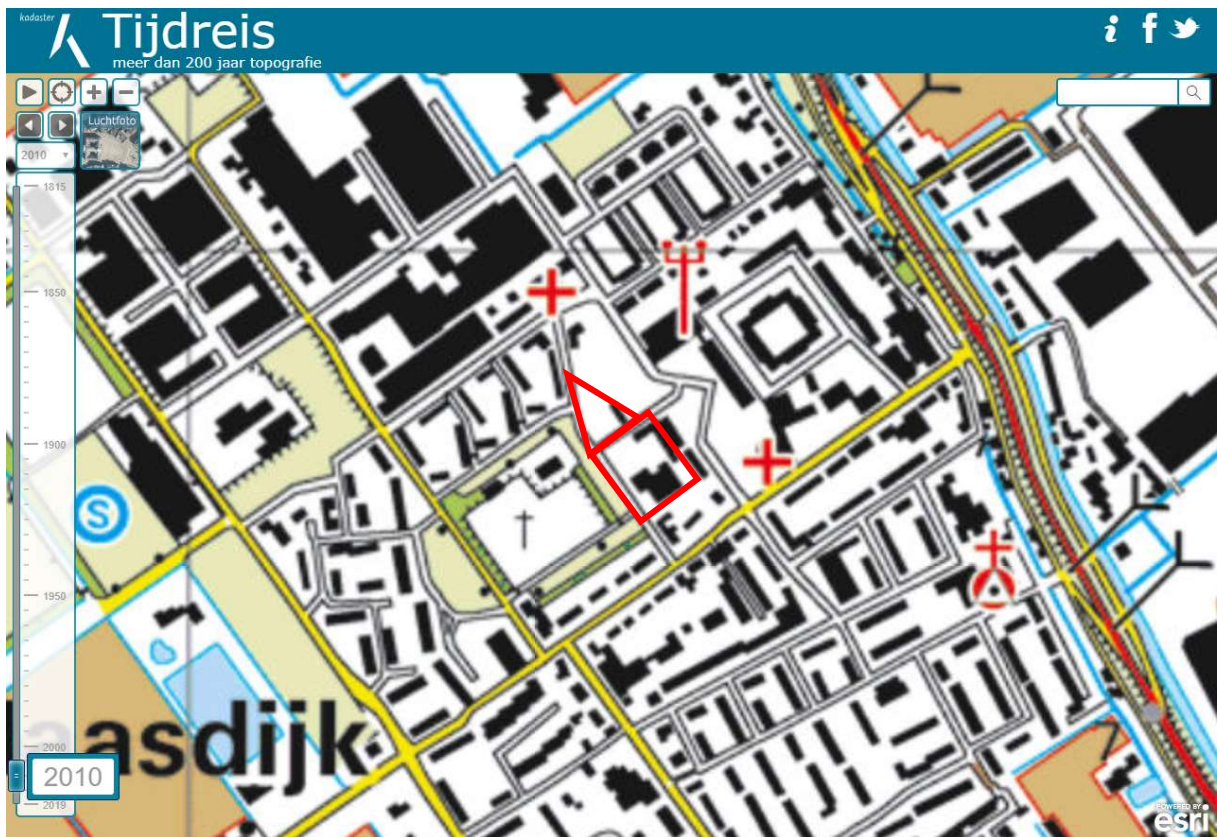 kadaster
Tijdreis
meer dan 200 jaar topografie
Luchtfoto
2010
1815
1850
1900
1950
2000
2010
2019
S
aasdijk
POWERED BY
esri